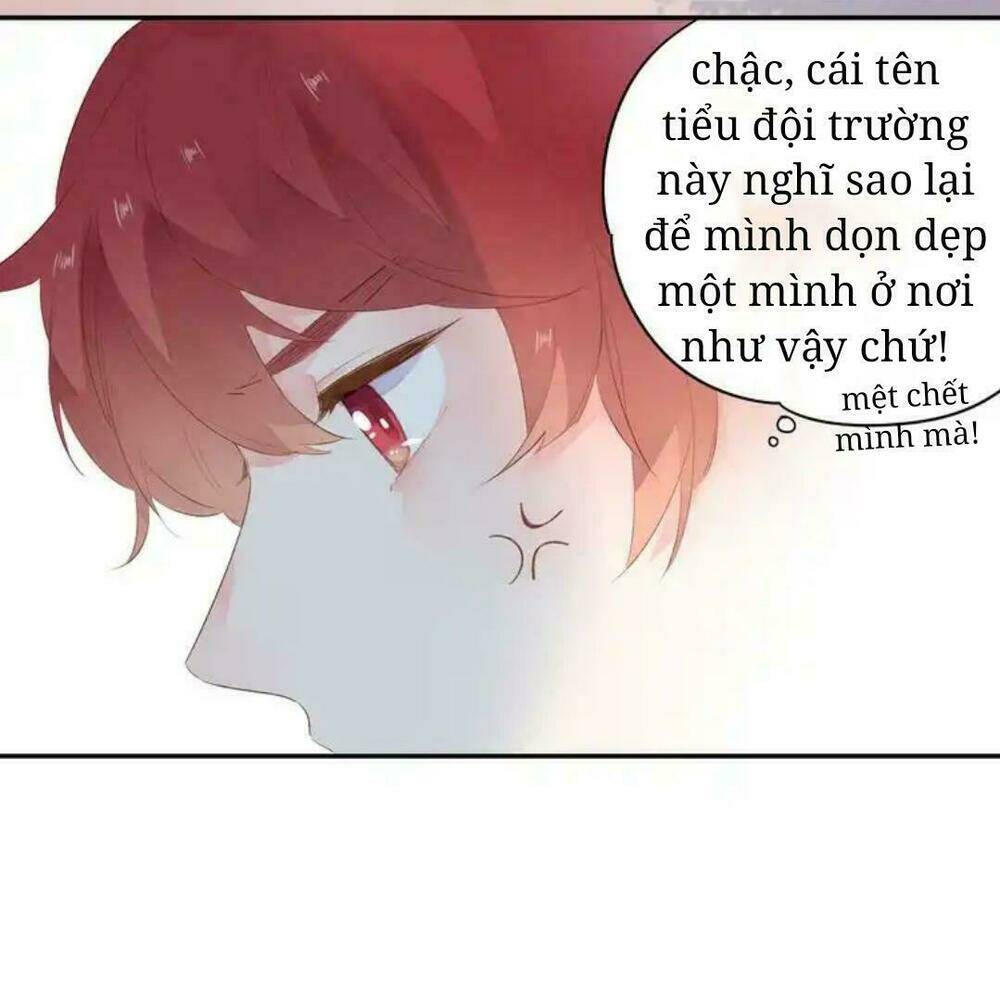 chậc, cái tên
tiểu đội trường
này nghĩ sao lại
để mình dọn dẹp
một mình ở nơi
như vậy chứ!
mệt chết
mình mà!